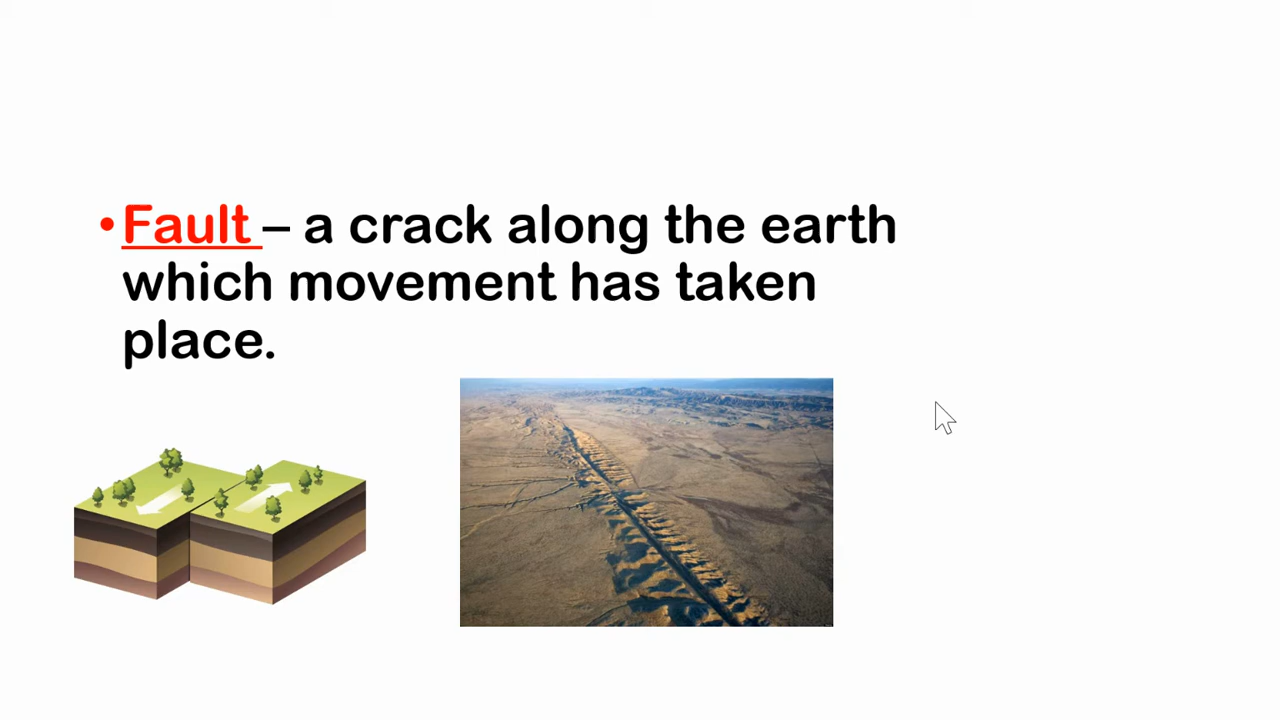 •Fault – a crack along the earth
which movement has taken
place.